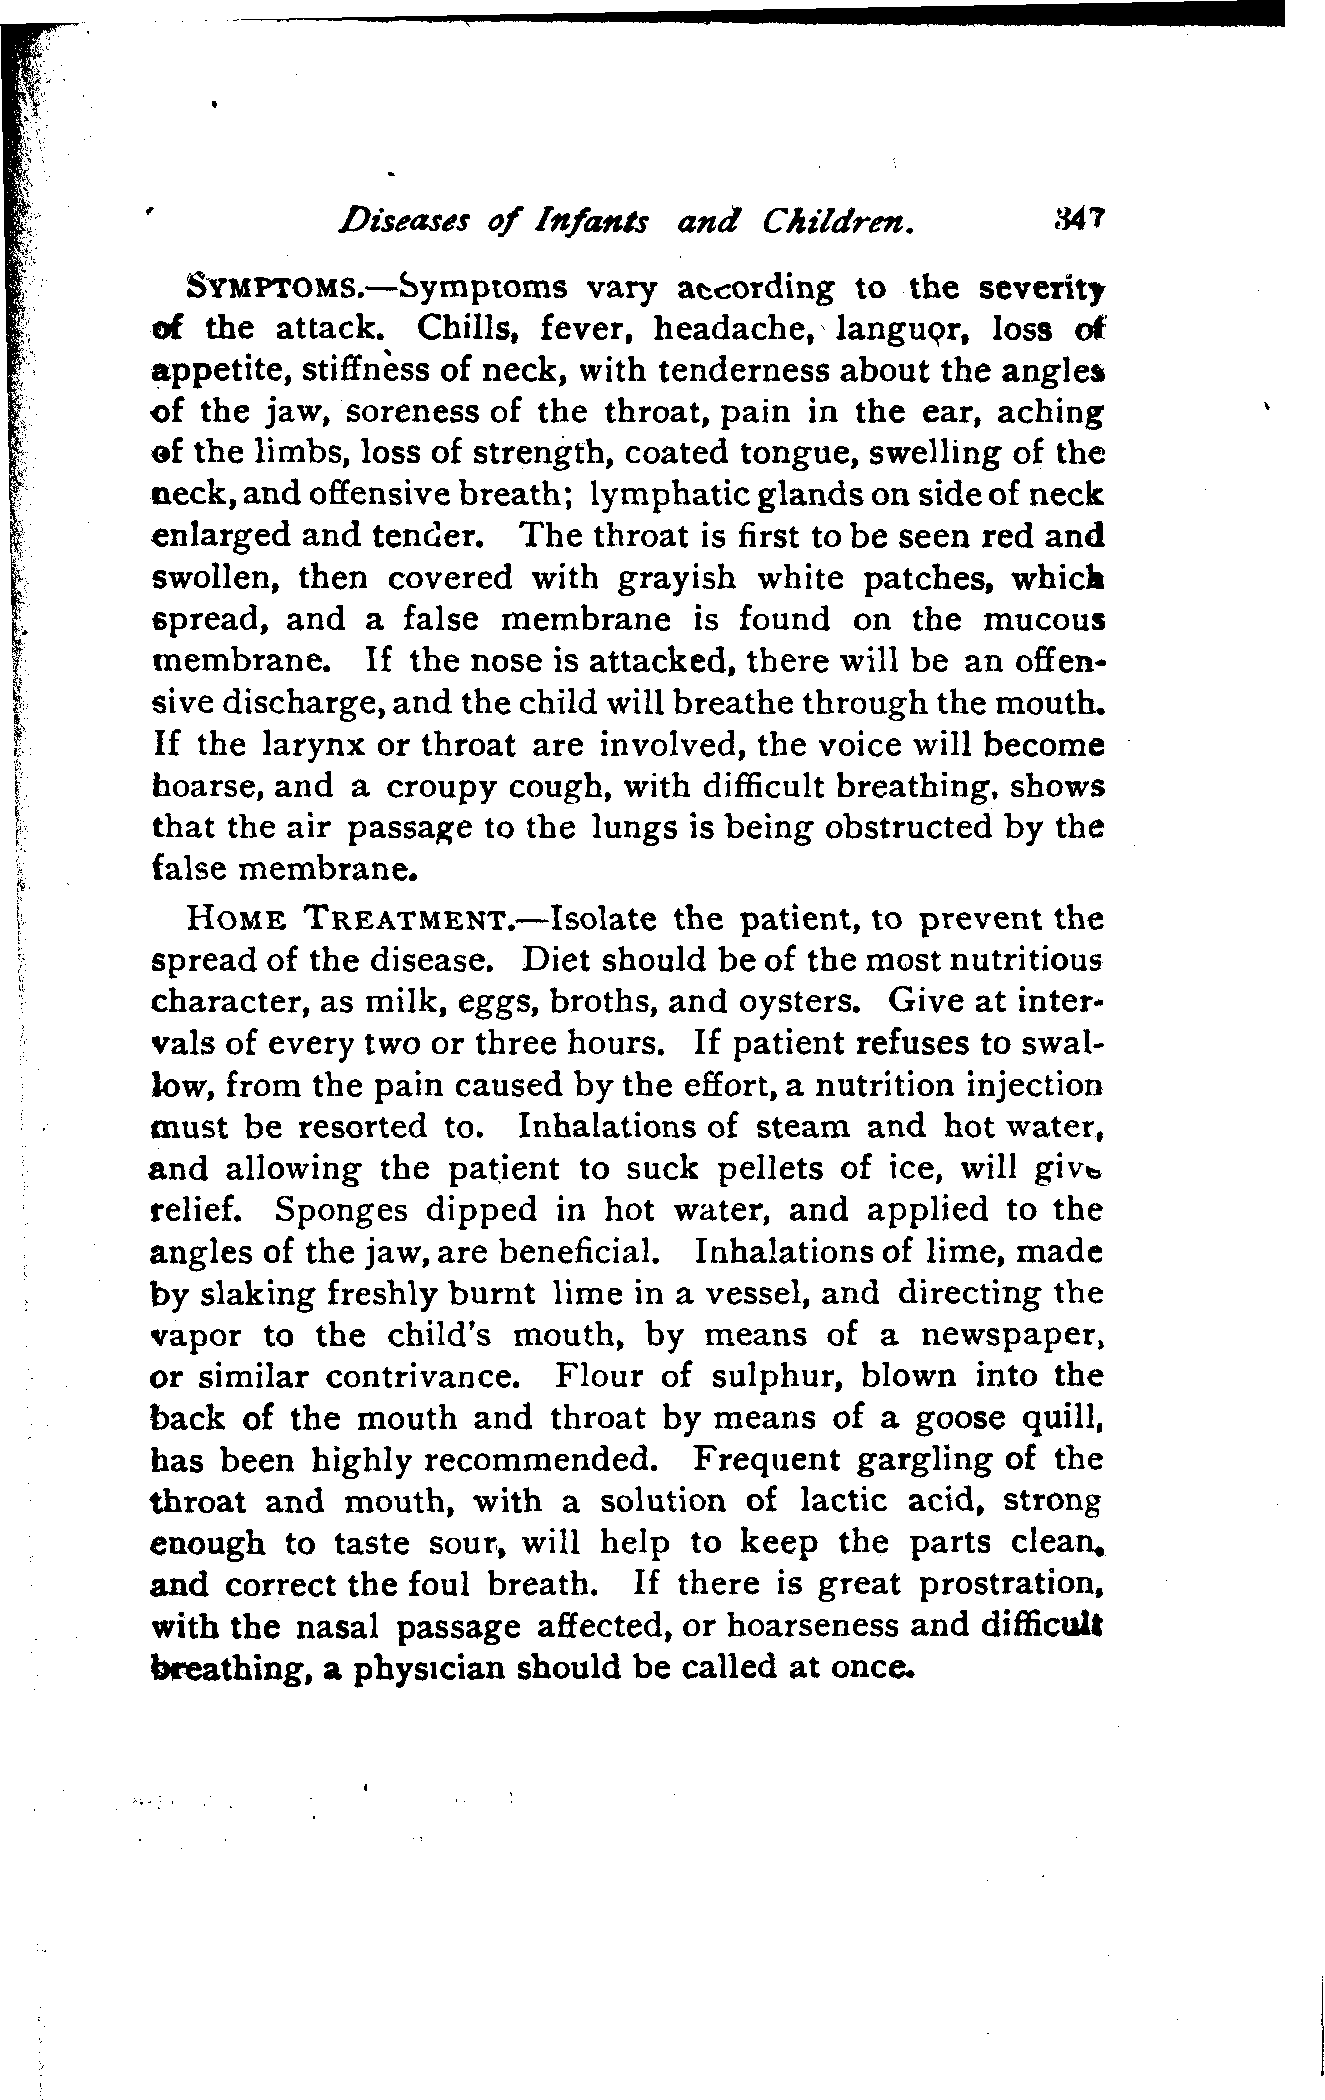 Diseases of Infants and Children. 347
SYMPTOMS.—Symptoms vary according to the severity
of the attack. Chills, fever, headache, languor, loss of
appetite, stiffness of neck, with tenderness about the angles
of the jaw, soreness of the throat, pain in the ear, aching
of the limbs, loss of strength, coated tongue, swelling of the
neck, and offensive breath; lymphatic glands on side of neck
enlarged and tender. The throat is first to be seen red and
swollen, then covered with grayish white patches, which
spread, and a false membrane is found on the mucous
membrane. If the nose is attacked, there will be an offen-
sive discharge, and the child will breathe through the mouth.
If the larynx or throat are involved, the voice will become
hoarse, and a croupy cough, with difficult breathing, shows
that the air passage to the lungs is being obstructed by the
false membrane.
HOME TREATMENT.—Isolate the patient, to prevent the
spread of the disease. Diet should be of the most nutritious
character, as milk, eggs, broths, and oysters. Give at inter-
vals of every two or three hours. If patient refuses to swal-
low, from the pain caused by the effort, a nutrition injection
must be resorted to. Inhalations of steam and hot water,
and allowing the patient to suck pellets of ice, will give
relief. Sponges dipped in hot water, and applied to the
angles of the jaw, are beneficial. Inhalations of lime, made
by slaking freshly burnt lime in a vessel, and directing the
vapor to the child's mouth, by means of a newspaper,
or similar contrivance. Flour of sulphur, blown into the
back of the mouth and throat by means of a goose quill,
has been highly recommended. Frequent gargling of the
throat and mouth, with a solution of lactic acid, strong
enough to taste sour, will help to keep the parts clean,
and correct the foul breath. If there is great prostration,
with the nasal passage affected, or hoarseness and difficult
breathing, a physician should be called at once.